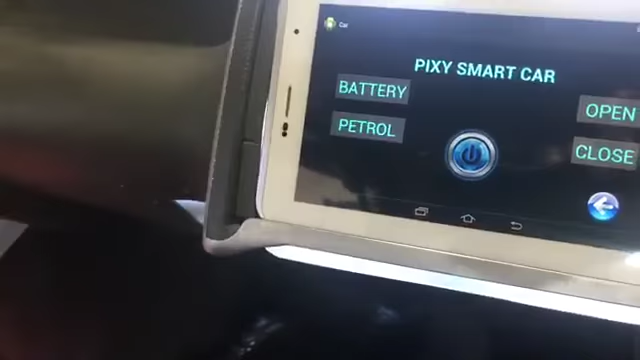 Car
PIXY SMART CAR
BATTERY
OPEN
PETROL
CLOSE